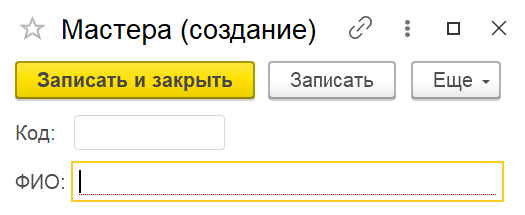 Мастера (создание)
Записать и закрыть Записать Еще
Код:
ФИО: